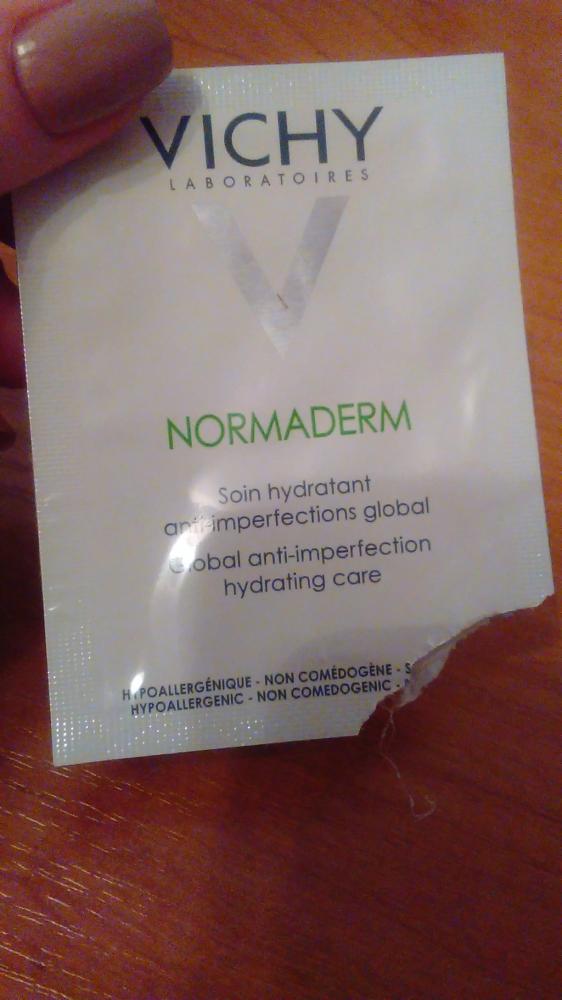 VICHY
LABORATOIRES
NORMADERM
Soin hydratant
anti-imperfections global
Global anti-imperfection
hydrating care
HYPOALLERGÉNIQUE - NON COMÉDOGÈNE - S
HYPOALLERGENIC - NON COMEDOGENIC -